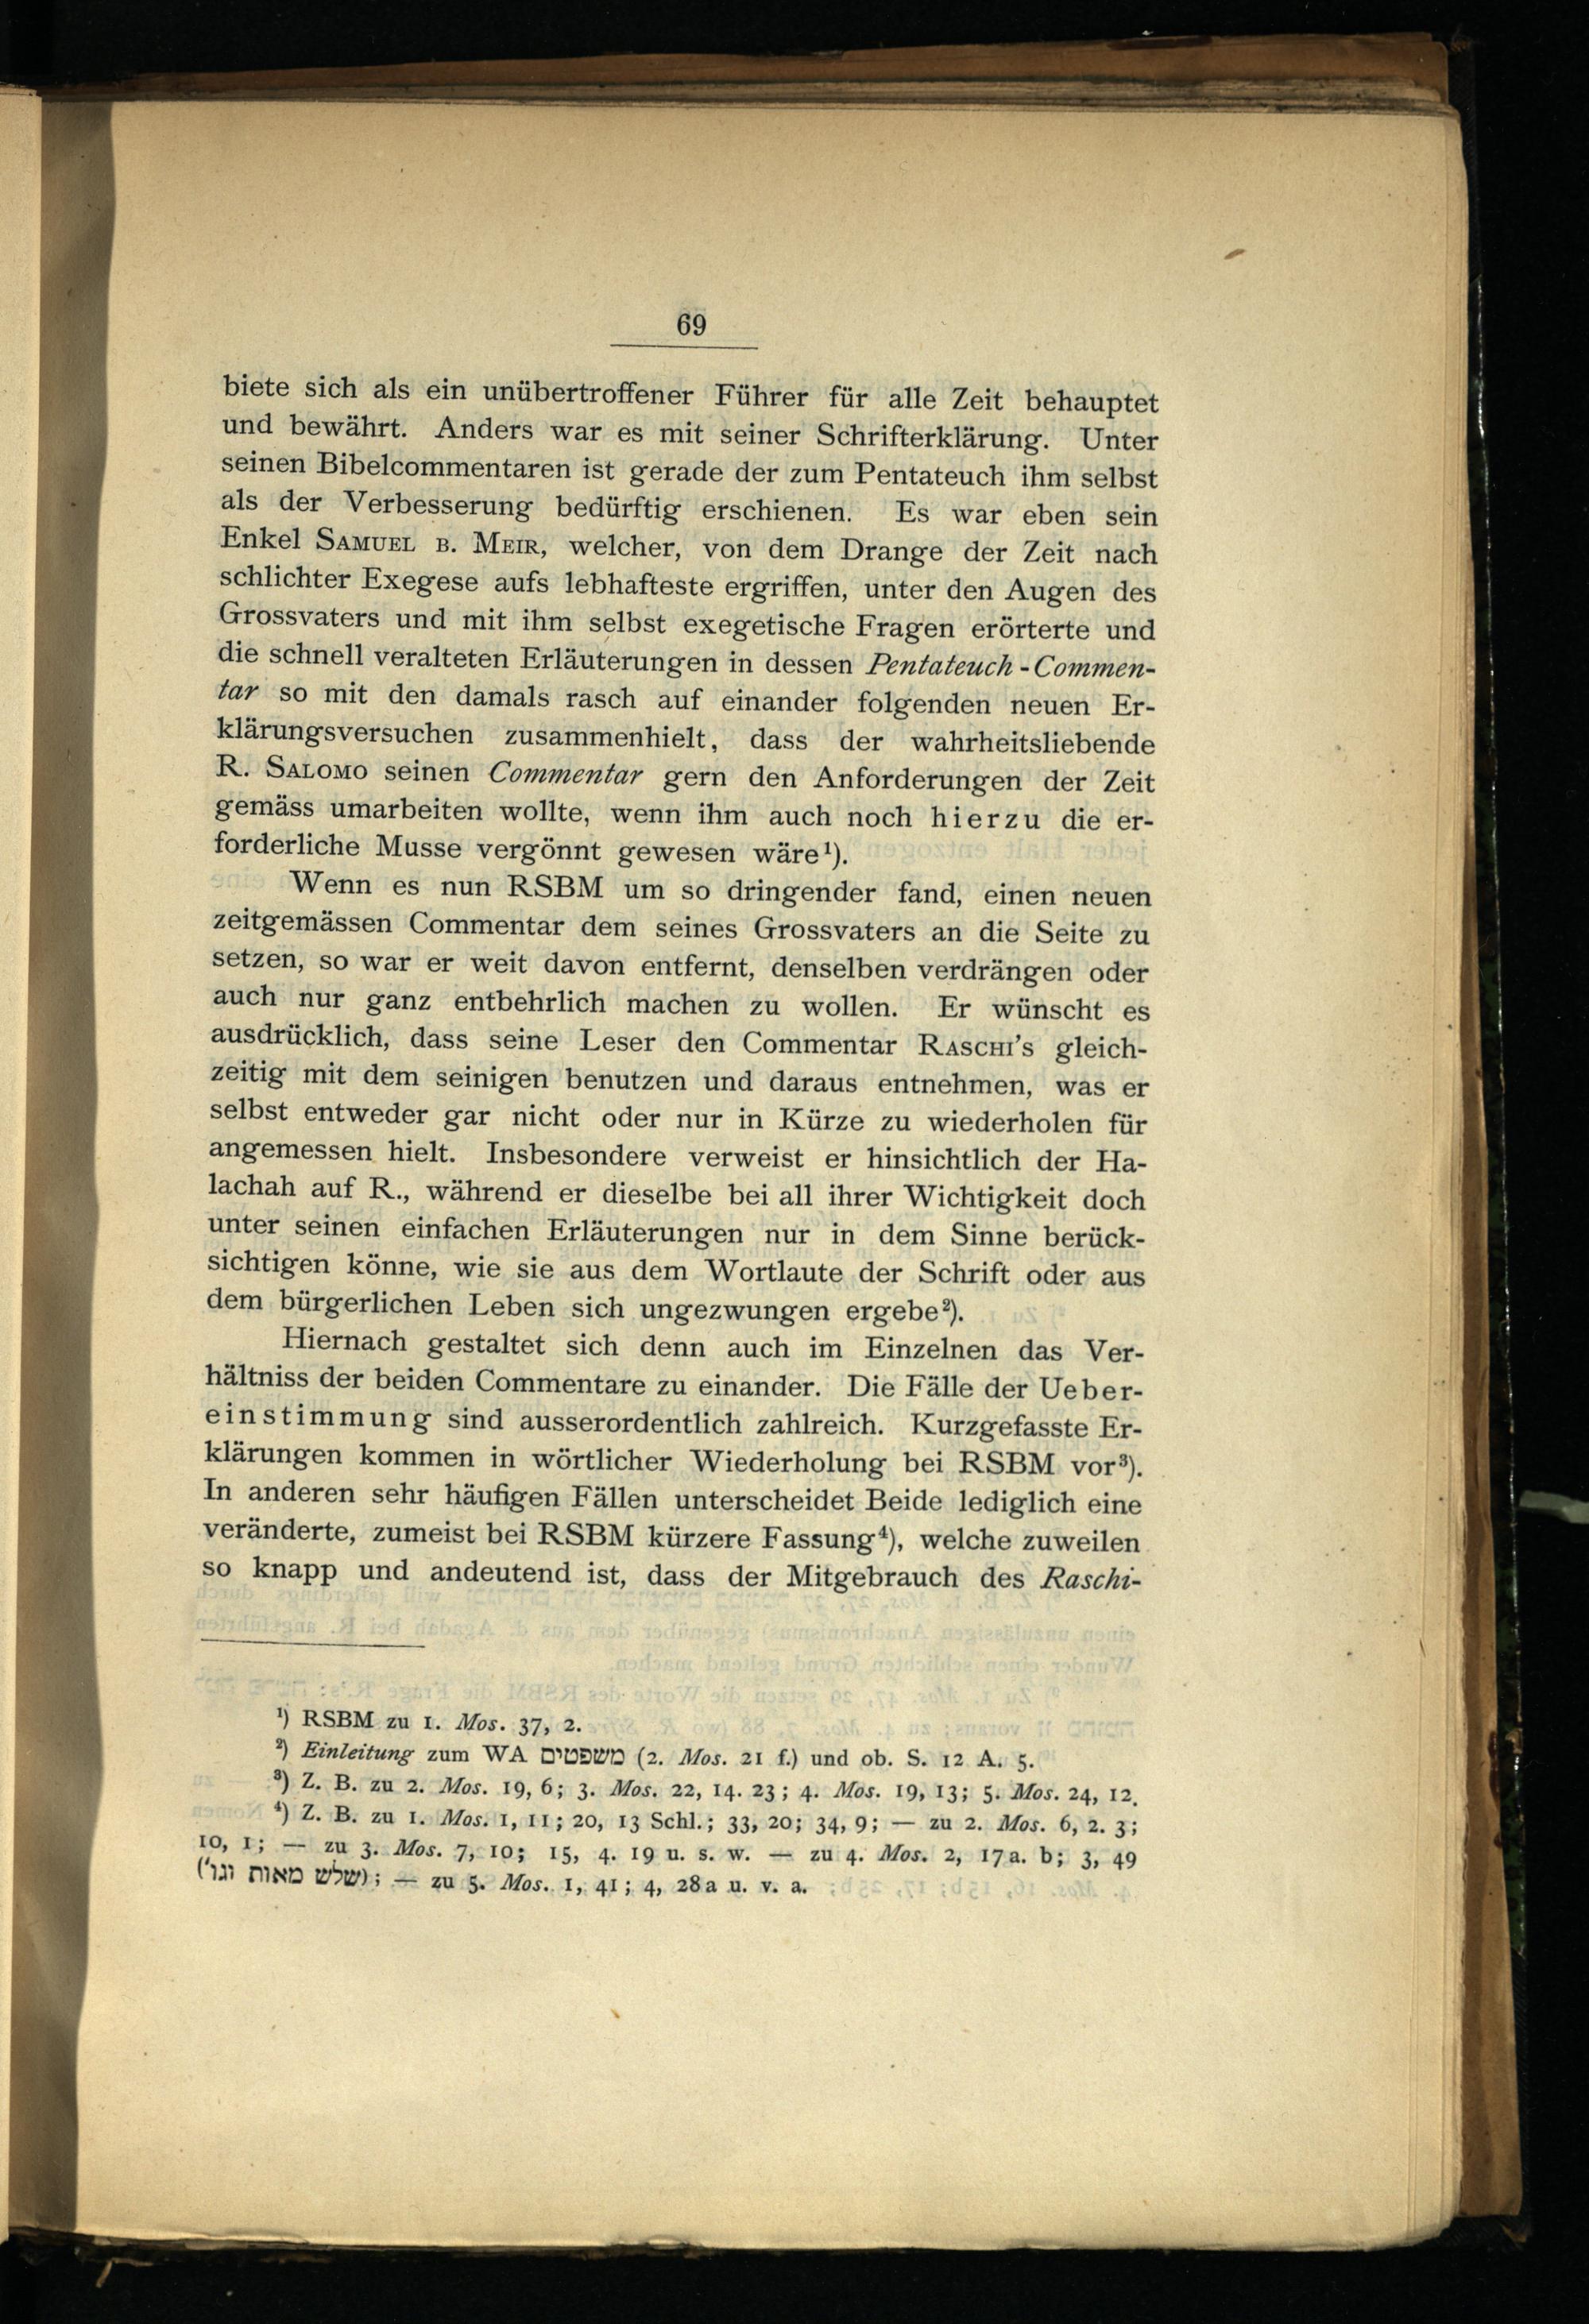 69
biete sich als ein unübertroffener Führer für alle Zeit behauptet
und bewährt. Anders war es mit seiner Schrifterklärung. Unter
seinen Bibelcommentaren ist gerade der zum Pentateuch ihm selbst
als der Verbesserung bedürftig erschienen. Es war eben sein
Enkel SAMUEL B. MEIR, welcher, von dem Drange der Zeit nach
schlichter Exegese aufs lebhafteste ergriffen, unter den Augen des
Grossvaters und mit ihm selbst exegetische Fragen erörterte und
die schnell veralteten Erläuterungen in dessen Pentateuch-Commen-
tar so mit den damals rasch auf einander folgenden neuen Er-
klärungsversuchen zusammenhielt, dass der wahrheitsliebende
R. SALOMO seinen Commentar gern den Anforderungen der Zeit
gemäss umarbeiten wollte, wenn ihm auch noch hierzu die er-
forderliche Musse vergönnt gewesen wäre¹).
Wenn es nun RSBM um so dringender fand, einen neuen
zeitgemässen Commentar dem seines Grossvaters an die Seite zu
setzen, so war er weit davon entfernt, denselben verdrängen oder
auch nur ganz entbehrlich machen zu wollen. Er wünscht es
ausdrücklich, dass seine Leser den Commentar RASCHI'S gleich-
zeitig mit dem seinigen benutzen und daraus entnehmen, was er
selbst entweder gar nicht oder nur in Kürze zu wiederholen für
angemessen hielt. Insbesondere verweist er hinsichtlich der Ha-
lachah auf R., während er dieselbe bei all ihrer Wichtigkeit doch
unter seinen einfachen Erläuterungen nur in dem Sinne berück-
sichtigen könne, wie sie aus dem Wortlaute der Schrift oder aus
dem bürgerlichen Leben sich ungezwungen ergebe²).
Hiernach gestaltet sich denn auch im Einzelnen das Ver-
hältniss der beiden Commentare zu einander. Die Fälle der Ueber-
einstimmung sind ausserordentlich zahlreich. Kurzgefasste Er-
klärungen kommen in wörtlicher Wiederholung bei RSBM vor³).
In anderen sehr häufigen Fällen unterscheidet Beide lediglich eine
veränderte, zumeist bei RSBM kürzere Fassung⁴), welche zuweilen
so knapp und andeutend ist, dass der Mitgebrauch des Raschi-
¹) RSBM zu 1. Mos. 37, 2.
²) Einleitung zum WA משפטים (2. Mos. 21 f.) und ob. S. 12 A. 5.
³) Z. B. zu 2. Mos. 19, 6; 3. Mos. 22, 14. 23; 4. Mos. 19, 13; 5. Mos. 24, 12.
⁴) Z. B. zu 1. Mos. 1, 11; 20, 13 Schl.; 33, 20; 34, 9; — zu 2. Mos. 6, 2. 3;
10, 1; — zu 3. Mos. 7, 10; 15, 4. 19 u. s. w. — zu 4. Mos. 2, 17a. b; 3, 49
(שלש מאות וגו'); — zu 5. Mos. 1, 41; 4, 28a u. v. a.